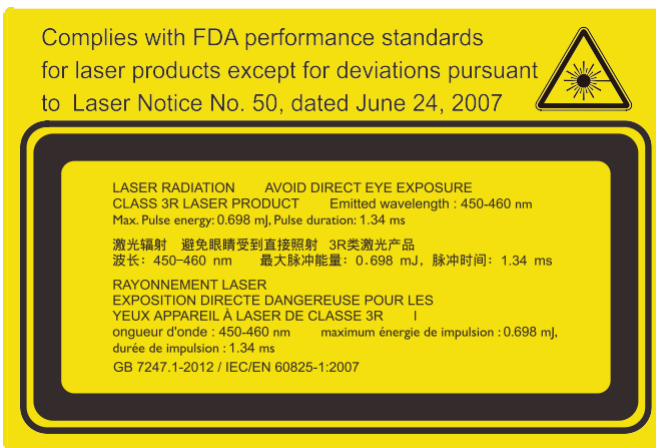 Complies with FDA performance standards
for laser products except for deviations pursuant
to Laser Notice No. 50, dated June 24, 2007
LASER RADIATION AVOID DIRECT EYE EXPOSURE
CLASS 3R LASER PRODUCT Emitted wavelength : 450-460 nm
Max. Pulse energy: 0.698 mJ, Pulse duration: 1.34 ms
激光辐射 避免眼睛受到直接照射 3R类激光产品
波长：450-460 nm 最大脉冲能量：0.698 mJ，脉冲时间：1.34 ms
RAYONNEMENT LASER
EXPOSITION DIRECTE DANGEREUSE POUR LES
YEUX APPAREIL À LASER DE CLASSE 3R l
ongueur d'onde : 450-460 nm maximum énergie de impulsion : 0.698 mJ,
durée de impulsion : 1.34 ms
GB 7247.1-2012 / IEC/EN 60825-1:2007